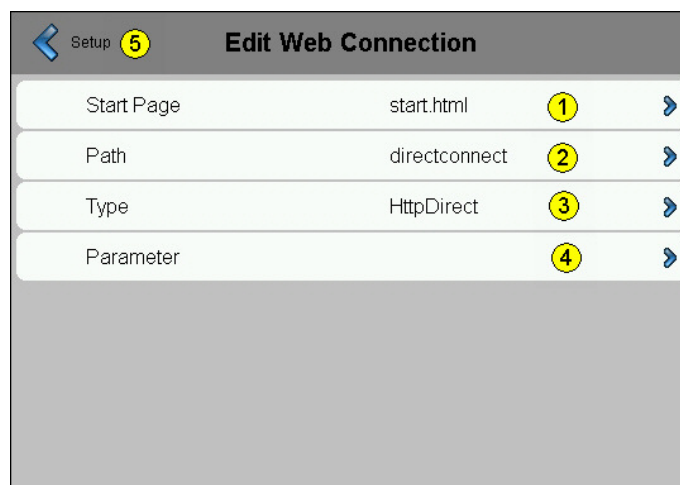 Setup 5 Edit Web Connection
Start Page start.html 1
Path directconnect 2
Type HttpDirect 3
Parameter 4